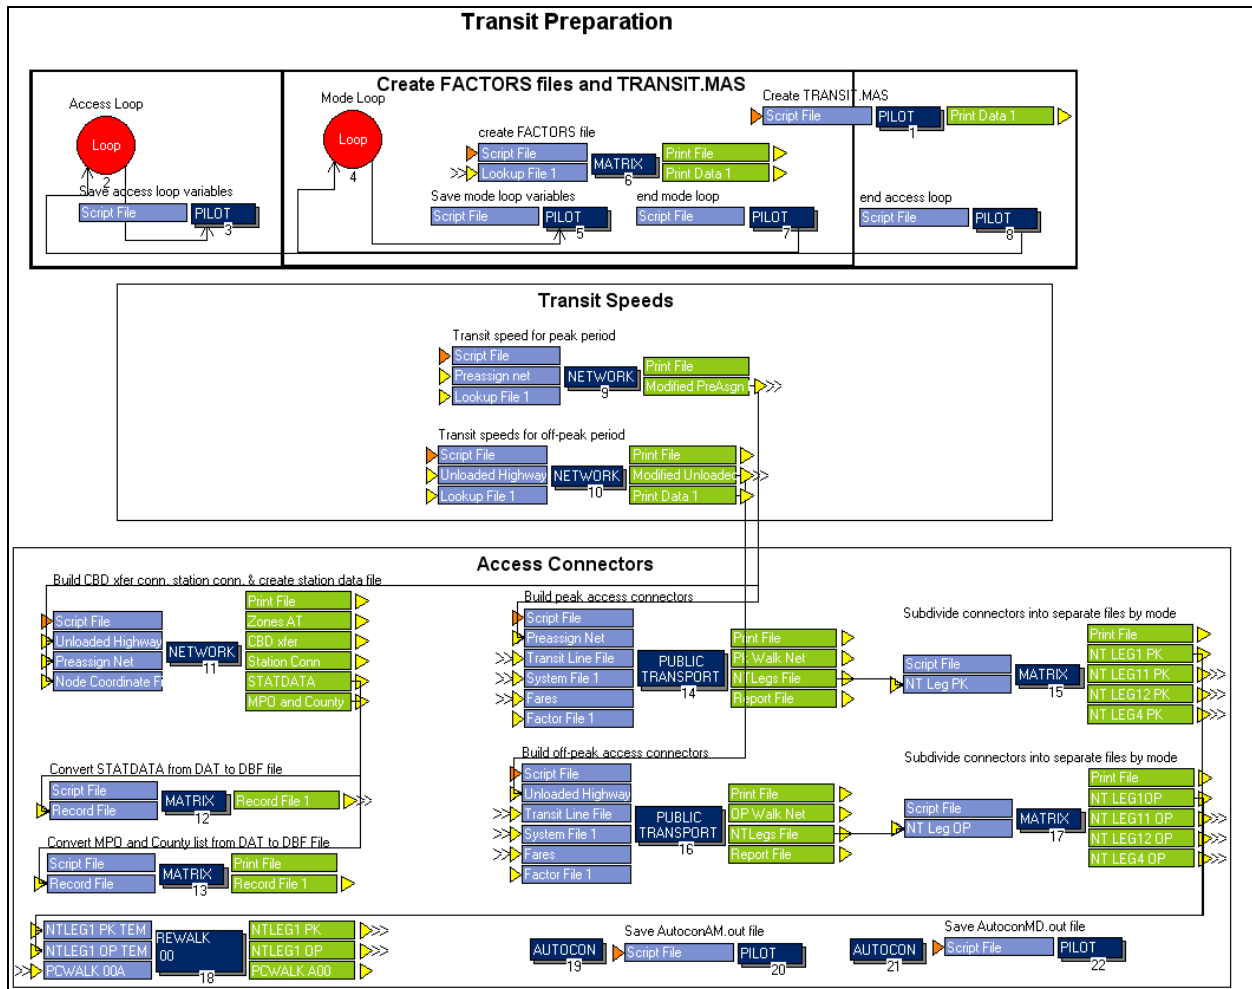 Transit Preparation
Create FACTORS files and TRANSIT.MAS
Access Loop
Loop
2
Save access loop variables
Script File
PILOT
3
Mode Loop
Loop
4
create FACTORS file
Script File
Lookup File 1
MATRIX
6
Print File
Print Data 1
Save mode loop variables
Script File
PILOT
5
end mode loop
Script File
PILOT
7
Create TRANSIT.MAS
Script File
PILOT
1
Print Data 1
end access loop
Script File
PILOT
8
Transit Speeds
Transit speed for peak period
Script File
Preassign net
Lookup File 1
NETWORK
9
Print File
Modified PreAsgn
Transit speeds for off-peak period
Script File
Unloaded Highway
Lookup File 1
NETWORK
10
Print File
Modified Unloaded
Print Data 1
Access Connectors
Build CBD xfer conn. station conn. & create station data file
Script File
Unloaded Highway
Preassign Net
Node Coordinate Fi
NETWORK
11
Print File
Zones AT
CBD xfer
Station Conn
STATDATA
MPO and County
Convert STATDATA from DAT to DBF file
Script File
Record File
MATRIX
12
Record File 1
Convert MPO and County list from DAT to DBF File
Script File
Record File
MATRIX
13
Print File
Record File 1
Build peak access connectors
Script File
Preassign Net
Transit Line File
System File 1
Fares
Factor File 1
PUBLIC
TRANSPORT
14
Print File
Pk Walk Net
NTLegs File
Report File
Subdivide connectors into separate files by mode
Script File
NT Leg PK
MATRIX
15
Print File
NT LEG1 PK
NT LEG11 PK
NT LEG12 PK
NT LEG4 PK
Build off-peak access connectors
Script File
Unloaded Highway
Transit Line File
System File 1
Fares
Factor File 1
PUBLIC
TRANSPORT
16
Print File
OP Walk Net
NTLegs File
Report File
Subdivide connectors into separate files by mode
Script File
NT Leg OP
MATRIX
17
Print File
NT LEG1OP
NT LEG11 OP
NT LEG12 OP
NT LEG4 OP
NTLEG1 PK TEM
NTLEG1 OP TEM
PCWALK 00A
REWALK
00
18
NTLEG1 PK
NTLEG1 OP
PCWALK A00
AUTOCON
19
Save AutoconAM.out file
Script File
PILOT
20
AUTOCON
21
Save AutoconMD.out file
Script File
PILOT
22